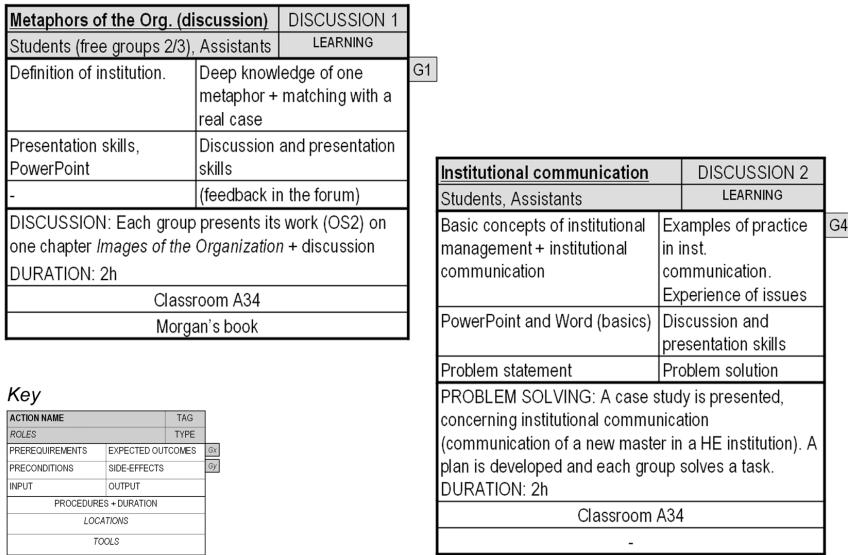 Metaphors of the Org. (discussion) DISCUSSION 1
Students (free groups 2/3), Assistants LEARNING
Definition of institution.
Deep knowledge of one
metaphor + matching with a
real case
G1
Presentation skills,
PowerPoint
Discussion and presentation
skills
- (feedback in the forum)
DISCUSSION: Each group presents its work (OS2) on
one chapter Images of the Organization + discussion
DURATION: 2h
Classroom A34
Morgan's book
Institutional communication DISCUSSION 2
Students, Assistants LEARNING
Basic concepts of institutional
management + institutional
communication
Examples of practice
in inst.
communication.
Experience of issues
G4
PowerPoint and Word (basics)
Discussion and
presentation skills
Problem statement Problem solution
PROBLEM SOLVING: A case study is presented,
concerning institutional communication
(communication of a new master in a HE institution). A
plan is developed and each group solves a task.
DURATION: 2h
Classroom A34
-
Key
ACTION NAME TAG
ROLES TYPE
PREREQUIREMENTS EXPECTED OUTCOMES Gx
PRECONDITIONS SIDE-EFFECTS Gy
INPUT OUTPUT
PROCEDURES + DURATION
LOCATIONS
TOOLS